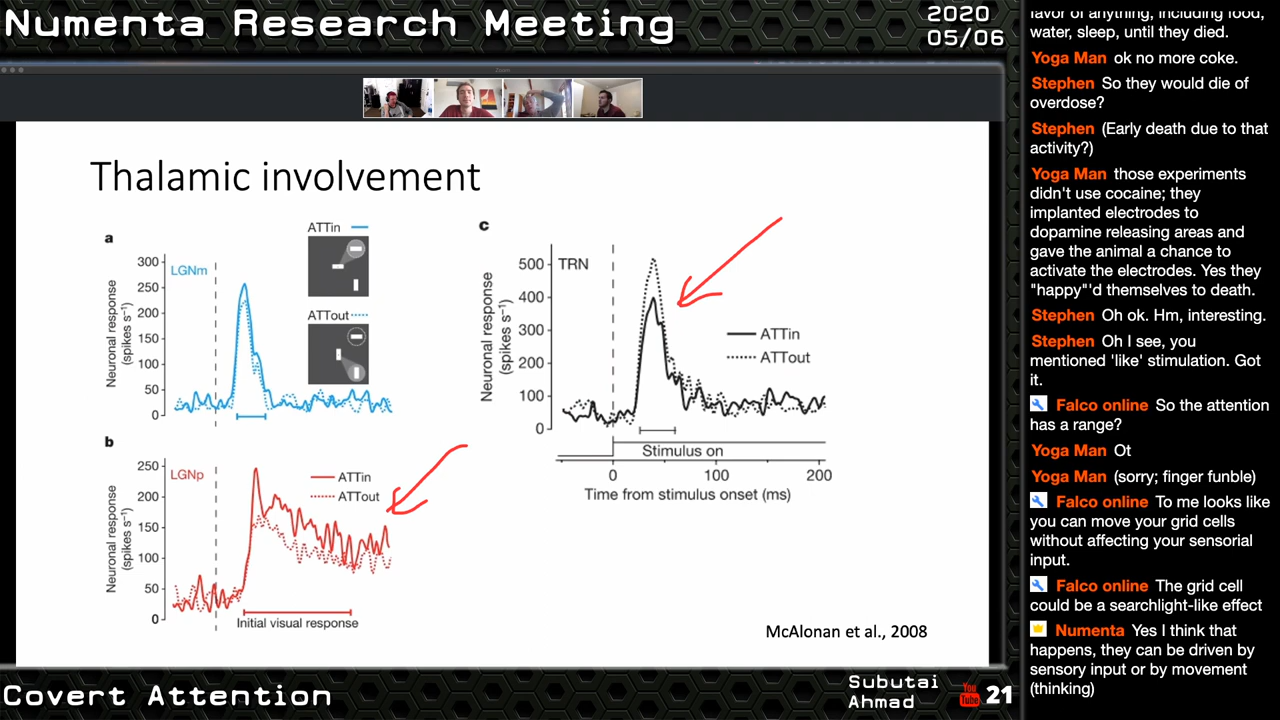 Numenta Research Meeting
2020
05/06
Zoom
Thalamic involvement
a
LGNm
Neuronal response
(spikes s⁻¹)
300
250
200
150
100
50
0
ATTin
ATTout
b
LGNp
Neuronal response
(spikes s⁻¹)
250
200
150
100
50
0
ATTin
ATTout
Initial visual response
c
TRN
Neuronal response
(spikes s⁻¹)
500
400
300
200
100
0
ATTin
ATTout
Stimulus on
0 100 200
Time from stimulus onset (ms)
McAlonan et al., 2008
Covert Attention
Subutai
Ahmad
You
Tube
21
favor of anything, including food,
water, sleep, until they died.
Yoga Man ok no more coke.
Stephen So they would die of
overdose?
Stephen (Early death due to that
activity?)
Yoga Man those experiments
didn't use cocaine; they
implanted electrodes to
dopamine releasing areas and
gave the animal a chance to
activate the electrodes. Yes they
"happy"'d themselves to death.
Stephen Oh ok. Hm, interesting.
Stephen Oh I see, you
mentioned 'like' stimulation. Got
it.
Falco online So the attention
has a range?
Yoga Man Ot
Yoga Man (sorry; finger funble)
Falco online To me looks like
you can move your grid cells
without affecting your sensorial
input.
Falco online The grid cell
could be a searchlight-like effect
Numenta Yes I think that
happens, they can be driven by
sensory input or by movement
(thinking)